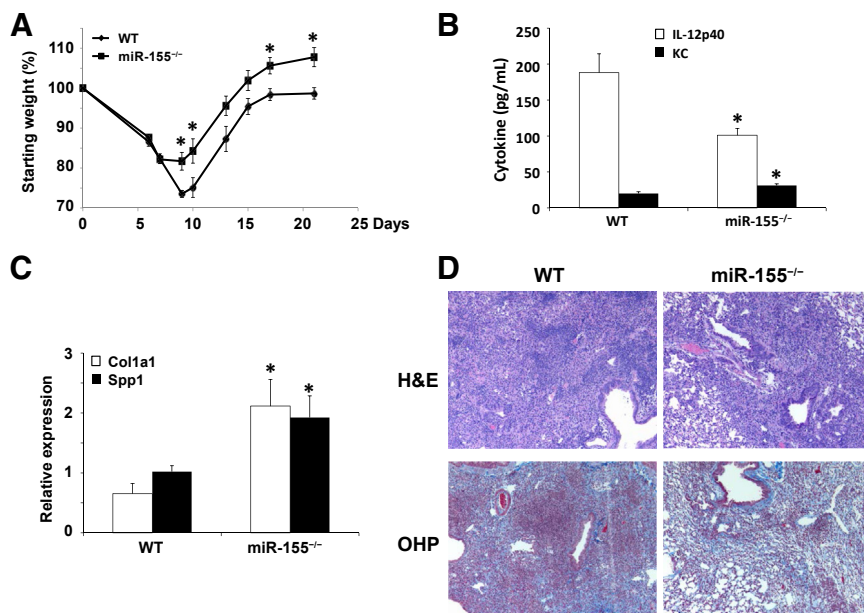 A
WT
miR-155⁻/⁻
Starting weight (%)
110
100
90
80
70
* * * *
0 5 10 15 20 25 Days
B
IL-12p40
KC
Cytokine (pg/mL)
250
200
150
100
50
0
*
*
WT miR-155⁻/⁻
C
Col1a1
Spp1
Relative expression
3
2
1
0
* *
WT miR-155⁻/⁻
D
WT miR-155⁻/⁻
H&E
OHP